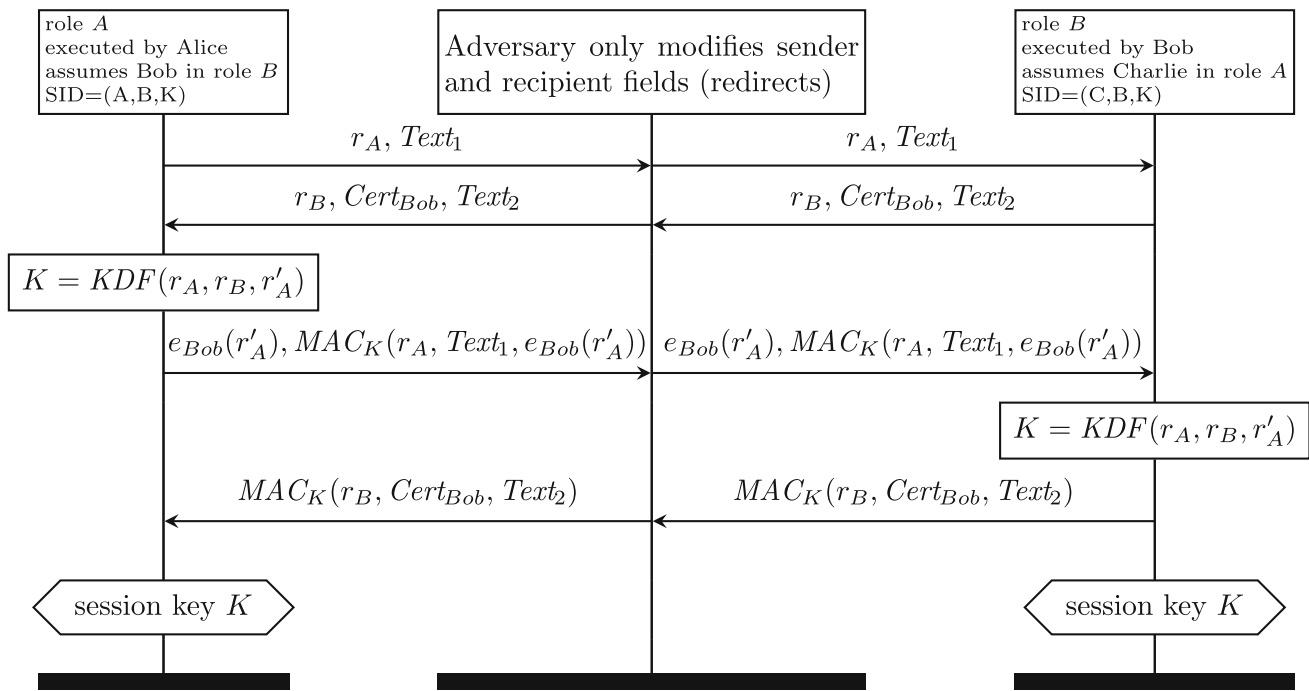 role A
executed by Alice
assumes Bob in role B
SID=(A,B,K)
Adversary only modifies sender
and recipient fields (redirects)
role B
executed by Bob
assumes Charlie in role A
SID=(C,B,K)
r_A, Text_1
r_A, Text_1
r_B, Cert_Bob, Text_2
r_B, Cert_Bob, Text_2
K = KDF(r_A, r_B, r'_A)
e_Bob(r'_A), MAC_K(r_A, Text_1, e_Bob(r'_A))
e_Bob(r'_A), MAC_K(r_A, Text_1, e_Bob(r'_A))
K = KDF(r_A, r_B, r'_A)
MAC_K(r_B, Cert_Bob, Text_2)
MAC_K(r_B, Cert_Bob, Text_2)
session key K
session key K